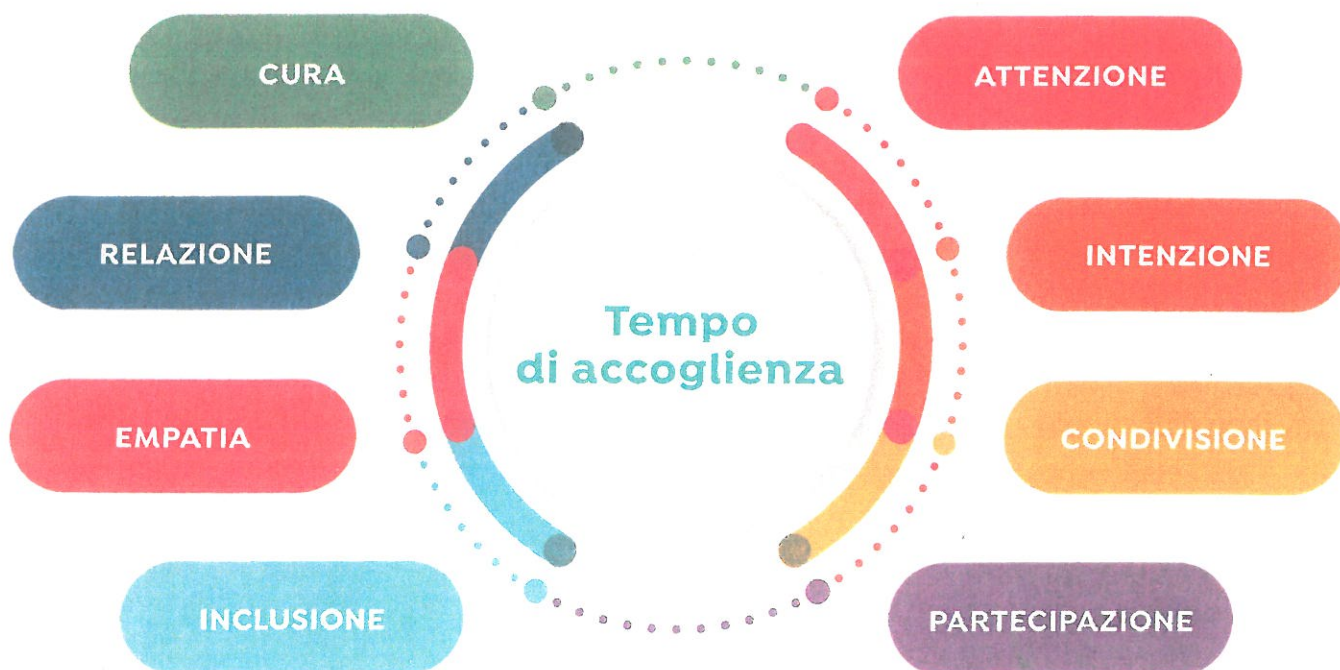 CURA
RELAZIONE
EMPATIA
INCLUSIONE
Tempo
di accoglienza
ATTENZIONE
INTENZIONE
CONDIVISIONE
PARTECIPAZIONE